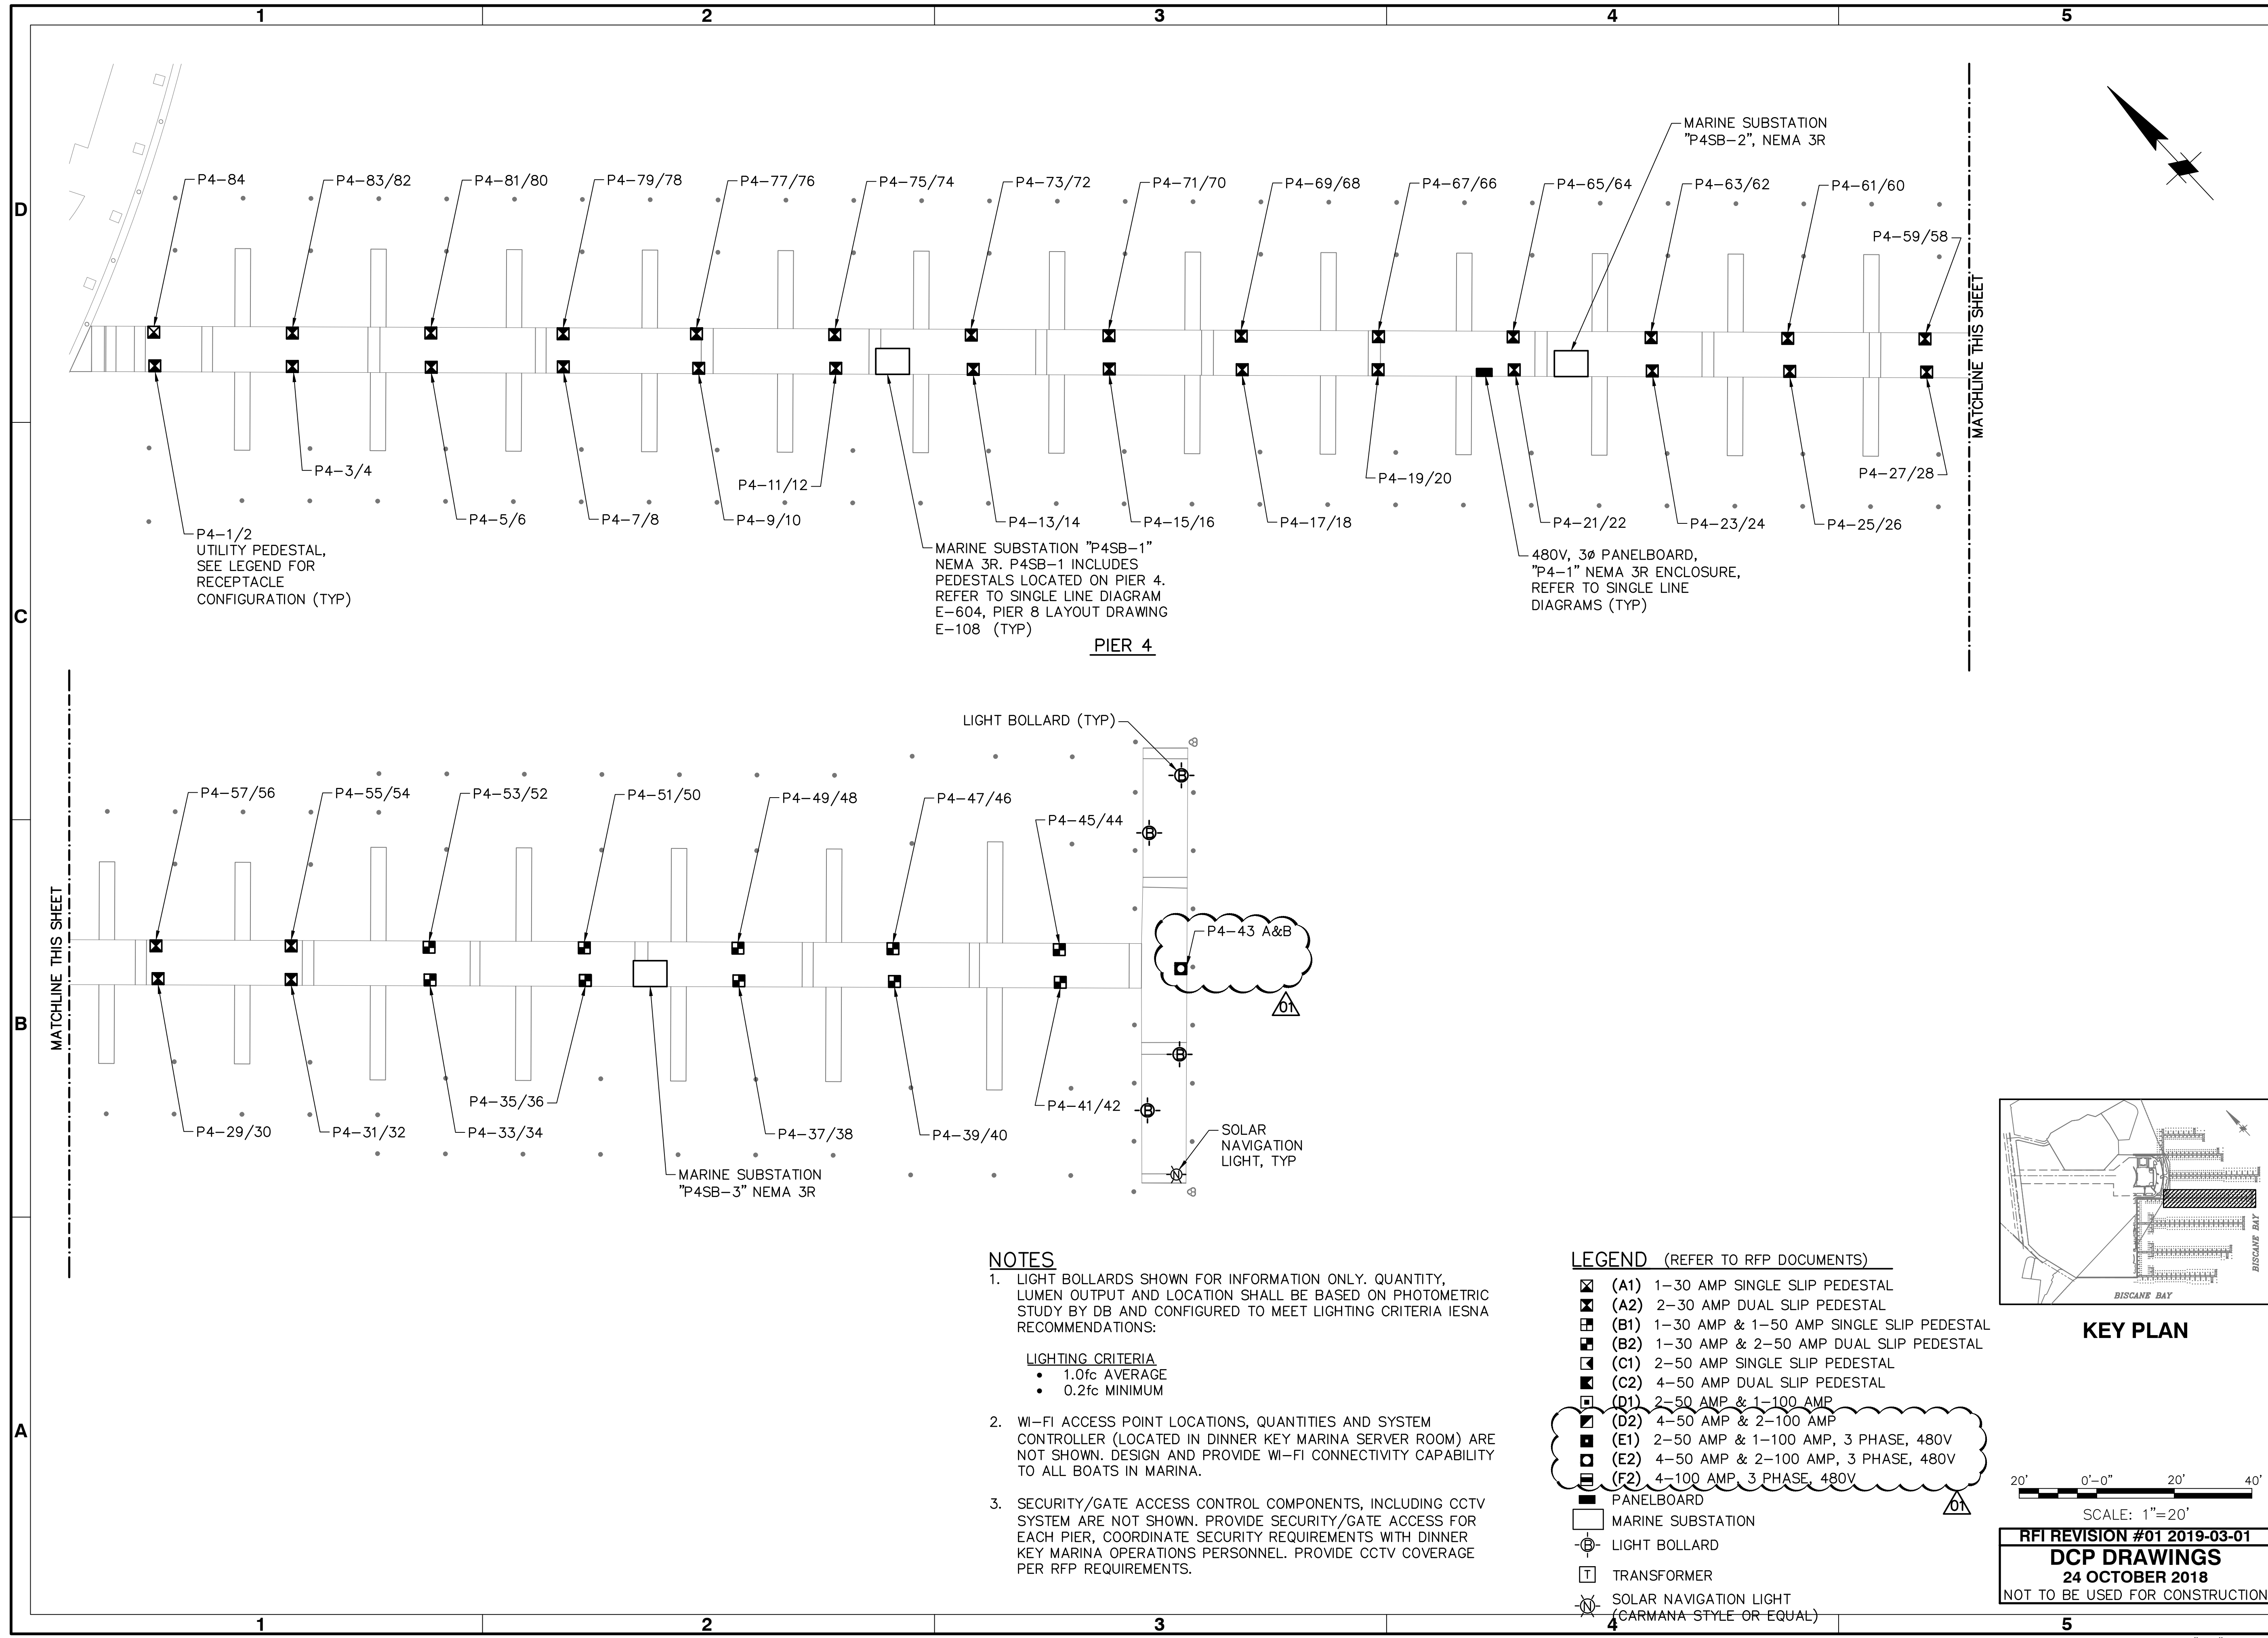 1 2 3 4 5
D
C
B
A
MARINE SUBSTATION
"P4SB-2", NEMA 3R
P4-84
P4-83/82
P4-81/80
P4-79/78
P4-77/76
P4-75/74
P4-73/72
P4-71/70
P4-69/68
P4-67/66
P4-65/64
P4-63/62
P4-61/60
P4-59/58
MATCHLINE THIS SHEET
P4-3/4
P4-11/12
P4-19/20
P4-27/28
P4-5/6
P4-7/8
P4-9/10
P4-13/14
P4-15/16
P4-17/18
P4-21/22
P4-23/24
P4-25/26
P4-1/2
UTILITY PEDESTAL,
SEE LEGEND FOR
RECEPTACLE
CONFIGURATION (TYP)
MARINE SUBSTATION "P4SB-1"
NEMA 3R. P4SB-1 INCLUDES
PEDESTALS LOCATED ON PIER 4.
REFER TO SINGLE LINE DIAGRAM
E-604, PIER 8 LAYOUT DRAWING
E-108 (TYP)
480V, 3Ø PANELBOARD,
"P4-1" NEMA 3R ENCLOSURE,
REFER TO SINGLE LINE
DIAGRAMS (TYP)
PIER 4
LIGHT BOLLARD (TYP)
P4-57/56
P4-55/54
P4-53/52
P4-51/50
P4-49/48
P4-47/46
P4-45/44
B
B
P4-43 A&B
01
MATCHLINE THIS SHEET
B
B
P4-35/36
P4-41/42
P4-29/30
P4-31/32
P4-33/34
P4-37/38
P4-39/40
SOLAR
NAVIGATION
LIGHT, TYP
N
MARINE SUBSTATION
"P4SB-3" NEMA 3R
NOTES
1. LIGHT BOLLARDS SHOWN FOR INFORMATION ONLY. QUANTITY,
LUMEN OUTPUT AND LOCATION SHALL BE BASED ON PHOTOMETRIC
STUDY BY DB AND CONFIGURED TO MEET LIGHTING CRITERIA IESNA
RECOMMENDATIONS:
LIGHTING CRITERIA
• 1.0fc AVERAGE
• 0.2fc MINIMUM
2. WI-FI ACCESS POINT LOCATIONS, QUANTITIES AND SYSTEM
CONTROLLER (LOCATED IN DINNER KEY MARINA SERVER ROOM) ARE
NOT SHOWN. DESIGN AND PROVIDE WI-FI CONNECTIVITY CAPABILITY
TO ALL BOATS IN MARINA.
3. SECURITY/GATE ACCESS CONTROL COMPONENTS, INCLUDING CCTV
SYSTEM ARE NOT SHOWN. PROVIDE SECURITY/GATE ACCESS FOR
EACH PIER, COORDINATE SECURITY REQUIREMENTS WITH DINNER
KEY MARINA OPERATIONS PERSONNEL. PROVIDE CCTV COVERAGE
PER RFP REQUIREMENTS.
LEGEND (REFER TO RFP DOCUMENTS)
(A1) 1-30 AMP SINGLE SLIP PEDESTAL
(A2) 2-30 AMP DUAL SLIP PEDESTAL
(B1) 1-30 AMP & 1-50 AMP SINGLE SLIP PEDESTAL
(B2) 1-30 AMP & 2-50 AMP DUAL SLIP PEDESTAL
(C1) 2-50 AMP SINGLE SLIP PEDESTAL
(C2) 4-50 AMP DUAL SLIP PEDESTAL
(D1) 2-50 AMP & 1-100 AMP
(D2) 4-50 AMP & 2-100 AMP
(E1) 2-50 AMP & 1-100 AMP, 3 PHASE, 480V
(E2) 4-50 AMP & 2-100 AMP, 3 PHASE, 480V
(F2) 4-100 AMP, 3 PHASE, 480V
PANELBOARD
01
MARINE SUBSTATION
B LIGHT BOLLARD
T TRANSFORMER
N SOLAR NAVIGATION LIGHT
(CARMANA STYLE OR EQUAL)
BISCANE BAY
BISCANE BAY
KEY PLAN
20' 0'-0" 20' 40'
SCALE: 1"=20'
RFI REVISION #01 2019-03-01
DCP DRAWINGS
24 OCTOBER 2018
NOT TO BE USED FOR CONSTRUCTION
1 2 3 4 5